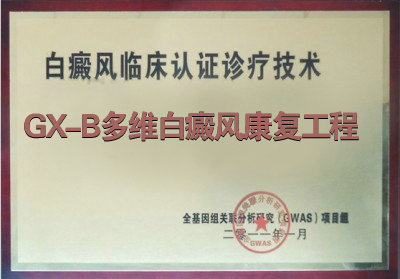 白癜风临床认证诊疗技术
GX-B多维白癜风康复工程
全基因组关联分析研究（GWAS）项目组
二零一一年一月
GWAS